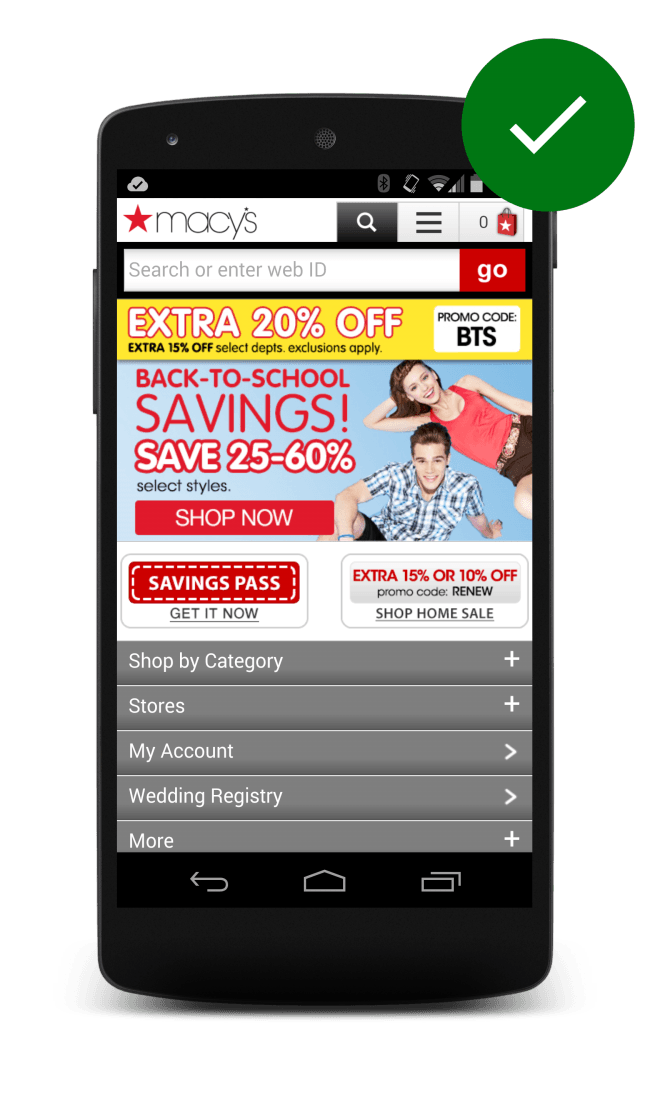 macy's
0
Search or enter web ID
go
EXTRA 20% OFF
EXTRA 15% OFF select depts. exclusions apply.
PROMO CODE:
BTS
BACK-TO-SCHOOL
SAVINGS!
SAVE 25-60%
select styles.
SHOP NOW
SAVINGS PASS
GET IT NOW
EXTRA 15% OR 10% OFF
promo code: RENEW
SHOP HOME SALE
Shop by Category
Stores
My Account
Wedding Registry
More